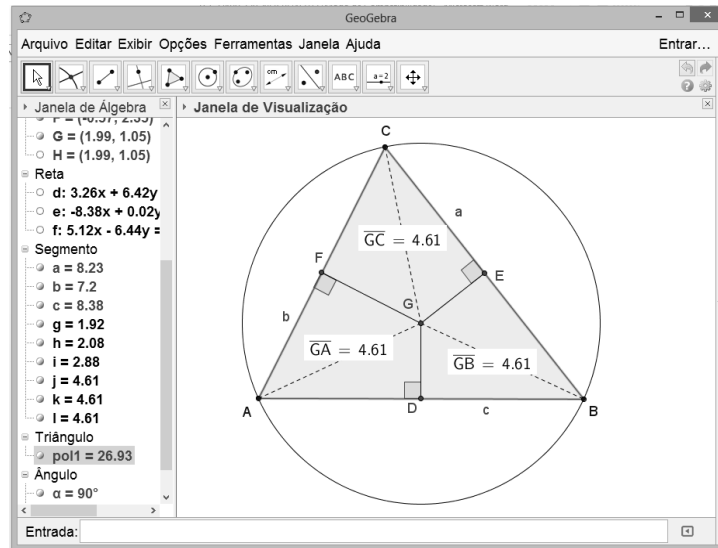 GeoGebra
Arquivo Editar Exibir Opções Ferramentas Janela Ajuda
Entrar...
cm
ABC
a=2
Janela de Álgebra
Janela de Visualização
G = (1.99, 1.05)
H = (1.99, 1.05)
Reta
d: 3.26x + 6.42y
e: -8.38x + 0.02y
f: 5.12x - 6.44y =
Segmento
a = 8.23
b = 7.2
c = 8.38
g = 1.92
h = 2.08
i = 2.88
j = 4.61
k = 4.61
l = 4.61
Triângulo
pol1 = 26.93
Ângulo
α = 90°
C
a
GC = 4.61
F
E
G
b
GA = 4.61
GB = 4.61
A
D
c
B
Entrada: